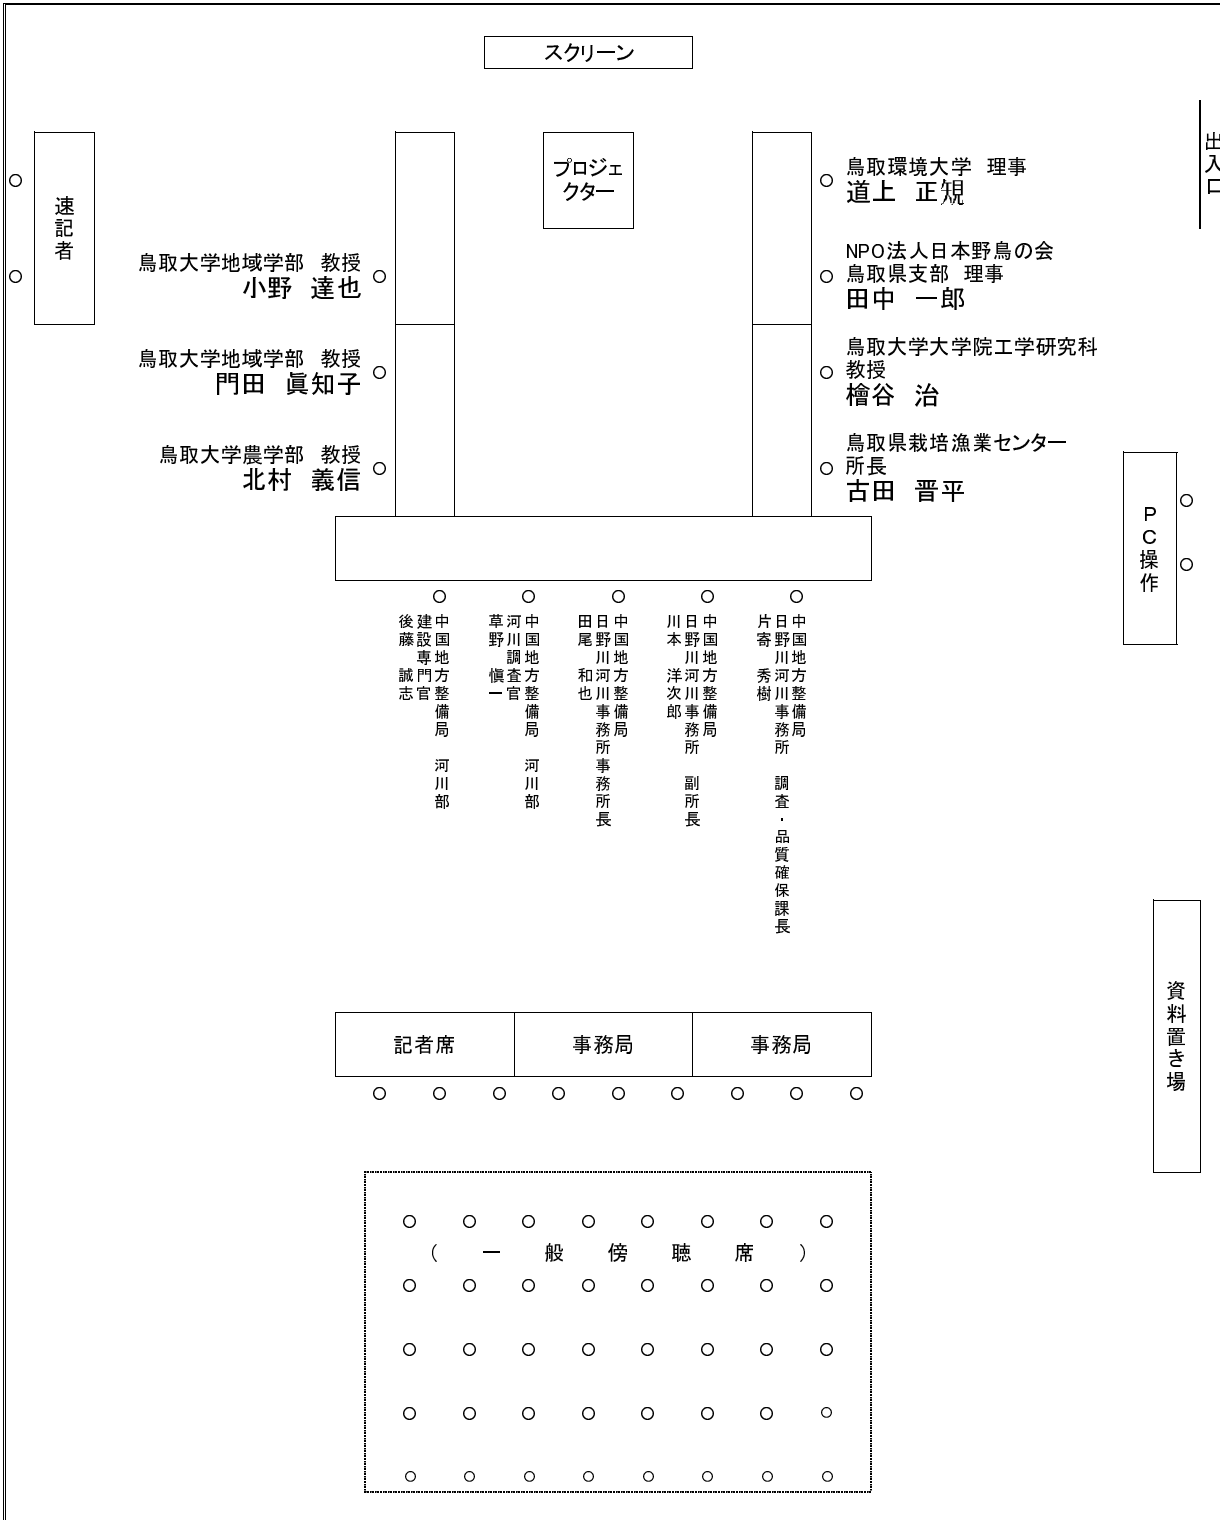 スクリーン
プロジェ
クター
出入口
速記者
鳥取環境大学　理事
道上　正規
NPO法人日本野鳥の会
鳥取県支部　理事
田中　一郎
鳥取大学地域学部　教授
小野　達也
鳥取大学大学院工学研究科
教授
檜谷　治
鳥取大学地域学部　教授
門田　眞知子
鳥取県栽培漁業センター
所長
古田　晋平
鳥取大学農学部　教授
北村　義信
PC操作
中国地方整備局
日野川河川事務所　調査・品質確保課長
片寄　秀樹
中国地方整備局
日野川河川事務所　副所長
川本　洋次郎
中国地方整備局
日野川河川事務所事務所長
田尾　和也
中国地方整備局　河川部
河川調査官
草野　愼一
中国地方整備局　河川部
建設専門官
後藤　誠志
資料置き場
記者席
事務局
事務局
（　一　般　傍　聴　席　）